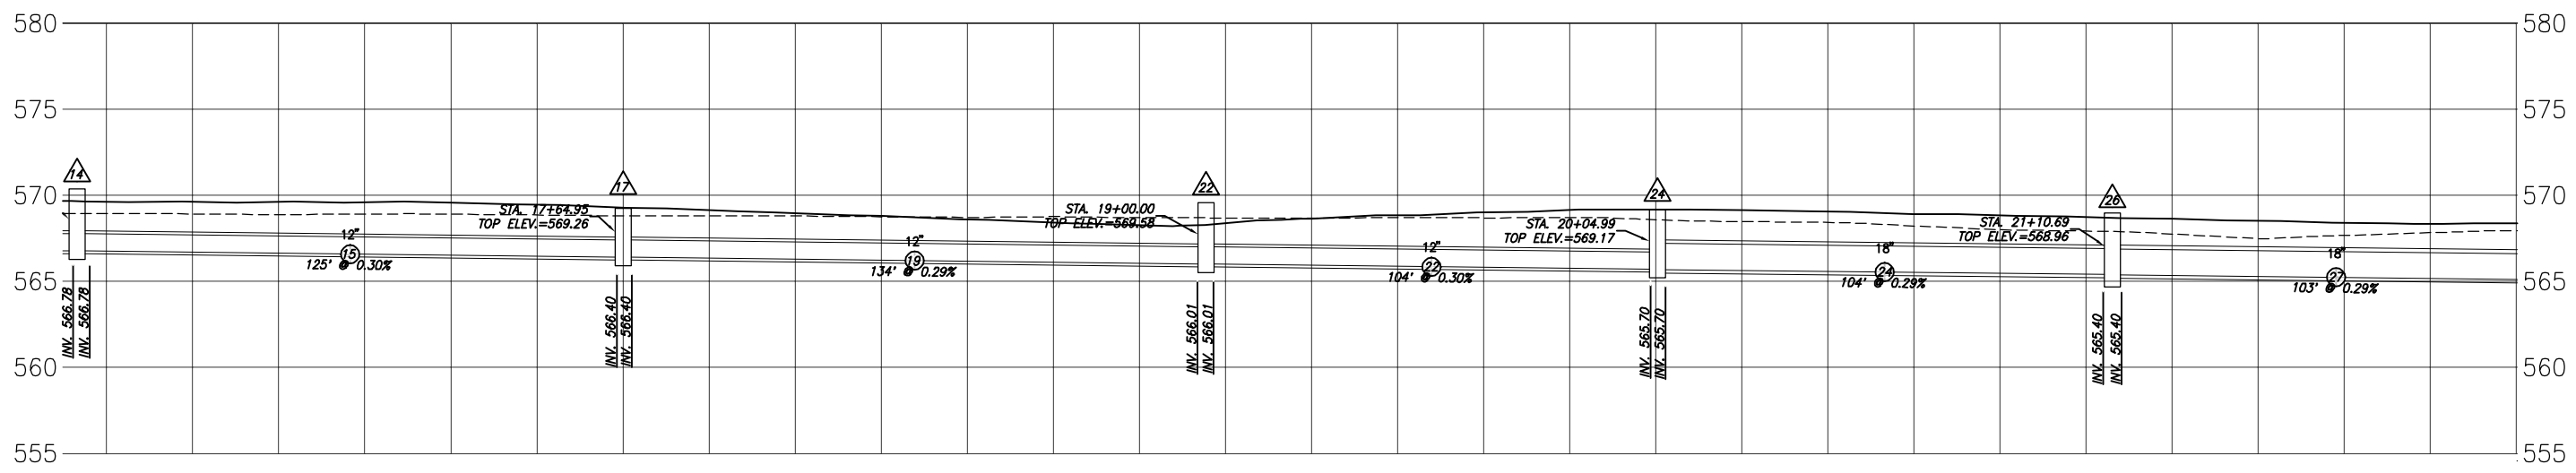 580
580
575
575
570
570
565
565
560
560
555
555
14
INV. 566.78
INV. 566.78
12"
15
125' @ 0.30%
17
STA. 17+64.95
TOP ELEV.=569.26
INV. 566.40
INV. 566.40
12"
19
134' @ 0.29%
22
STA. 19+00.00
TOP ELEV.=569.58
INV. 566.01
INV. 566.01
12"
22
104' @ 0.30%
24
STA. 20+04.99
TOP ELEV.=569.17
INV. 565.70
INV. 565.70
18"
24
104' @ 0.29%
26
STA. 21+10.69
TOP ELEV.=568.96
INV. 565.40
INV. 565.40
18"
27
103' @ 0.29%